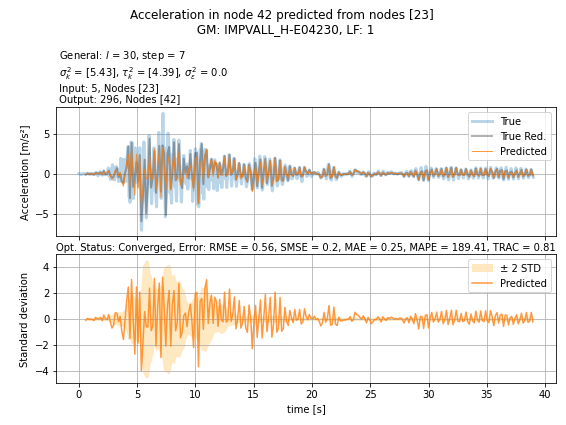 Acceleration in node 42 predicted from nodes [23]
GM: IMPVALL_H-E04230, LF: 1
General: l = 30, step = 7
σ²ₖ = [5.43], τ²ₖ = [4.39], σ²ε = 0.0
Input: 5, Nodes [23]
Output: 296, Nodes [42]
Acceleration [m/s²]
5
0
−5
True
True Red.
Predicted
Opt. Status: Converged, Error: RMSE = 0.56, SMSE = 0.2, MAE = 0.25, MAPE = 189.41, TRAC = 0.81
Standard deviation
4
2
0
−2
−4
± 2 STD
Predicted
0 5 10 15 20 25 30 35 40
time [s]